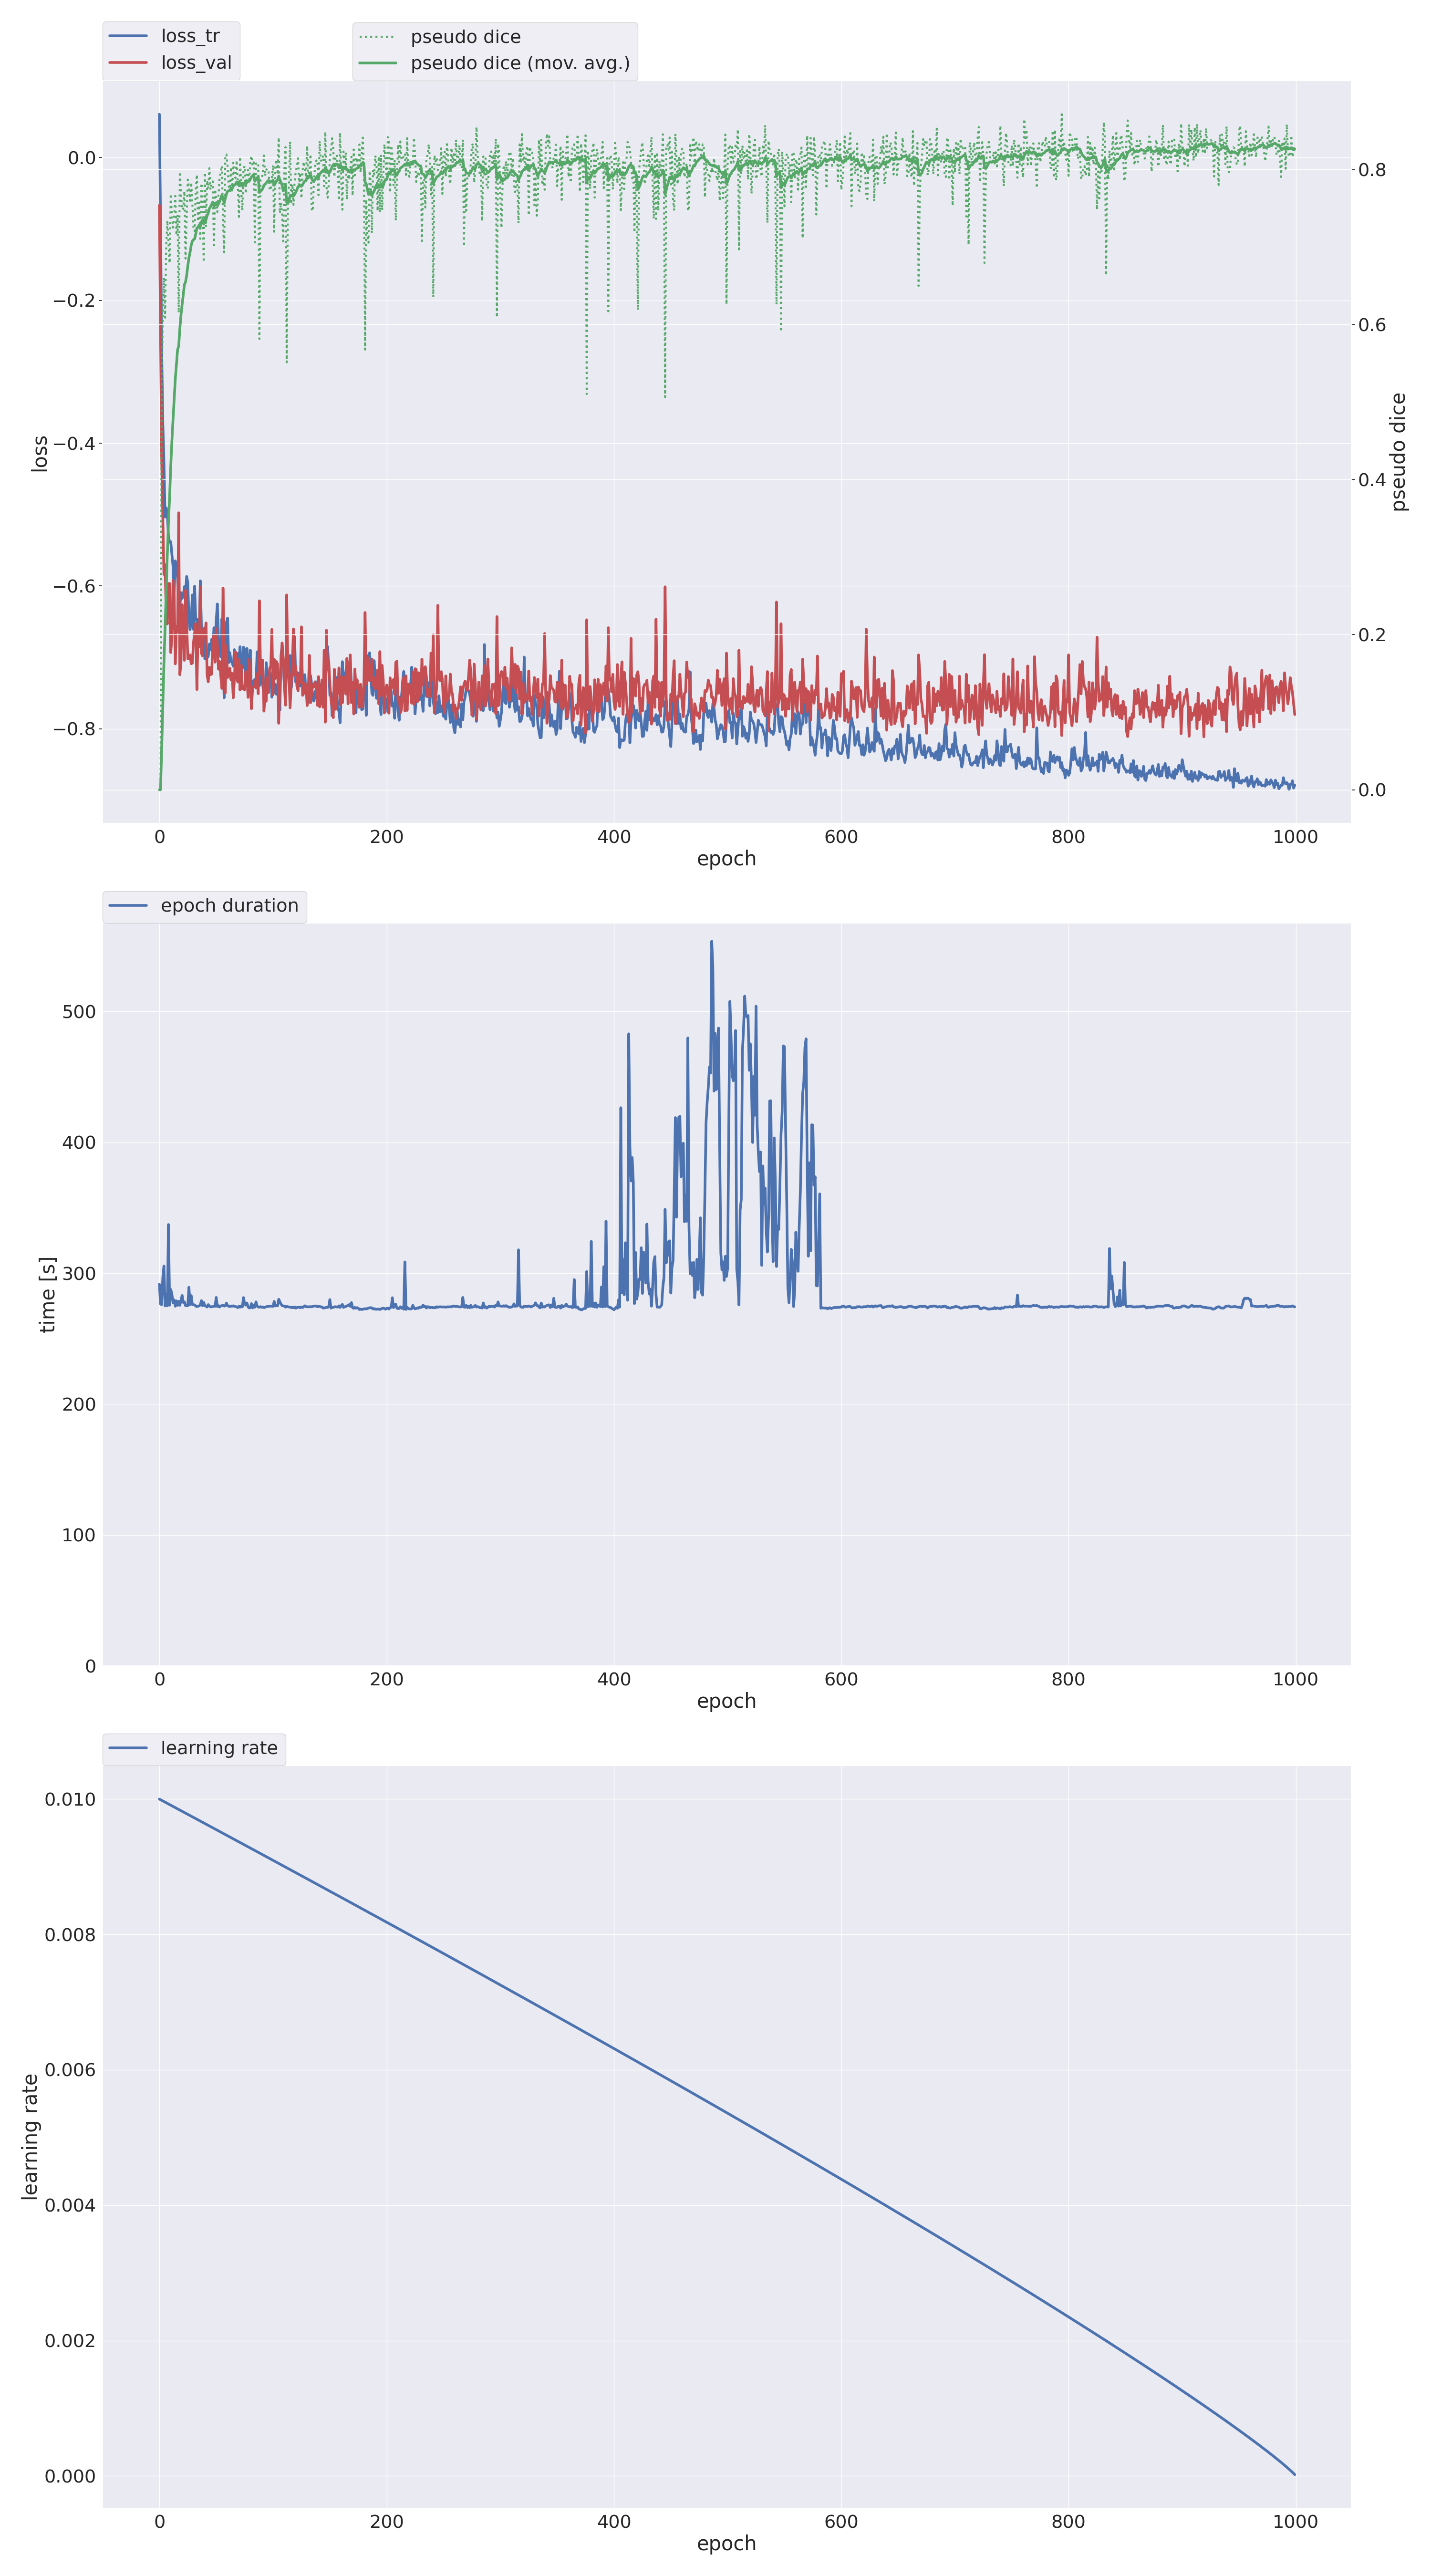 loss_tr
loss_val
pseudo dice
pseudo dice (mov. avg.)
0.0
−0.2
−0.4
−0.6
−0.8
loss
0.8
0.6
0.4
0.2
0.0
pseudo dice
0 200 400 600 800 1000
epoch
epoch duration
500
400
300
200
100
0
time [s]
0 200 400 600 800 1000
epoch
learning rate
0.010
0.008
0.006
0.004
0.002
0.000
learning rate
0 200 400 600 800 1000
epoch